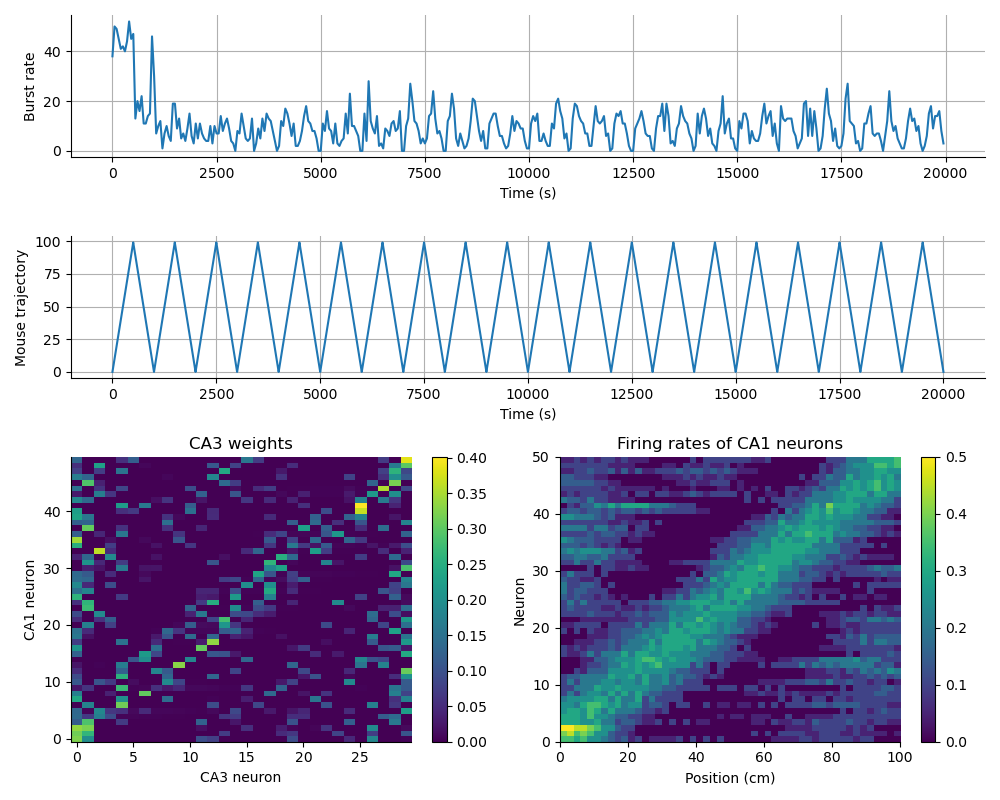 Burst rate
40
20
0
0 2500 5000 7500 10000 12500 15000 17500 20000
Time (s)
Mouse trajectory
100
75
50
25
0
0 2500 5000 7500 10000 12500 15000 17500 20000
Time (s)
CA3 weights
CA1 neuron
40
30
20
10
0
0 5 10 15 20 25
CA3 neuron
0.40
0.35
0.30
0.25
0.20
0.15
0.10
0.05
0.00
Firing rates of CA1 neurons
Neuron
50
40
30
20
10
0
0 20 40 60 80 100
Position (cm)
0.5
0.4
0.3
0.2
0.1
0.0